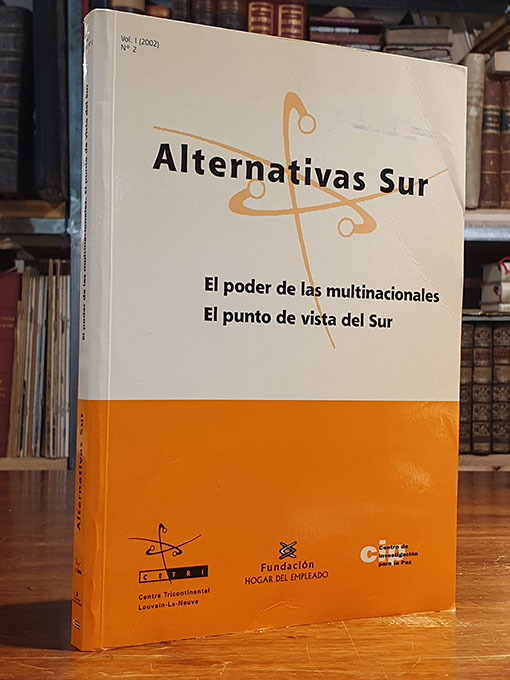 Vol. I (2002)
Nº 2
Alternativas Sur
El poder de las multinacionales
El punto de vista del Sur
CETRI
Centre Tricontinental
Louvain-La-Neuve
Fundación
HOGAR DEL EMPLEADO
cip
Centro de
Investigación
para la Paz
El poder de las multinacionales. El punto de vista del Sur
Alternativas Sur